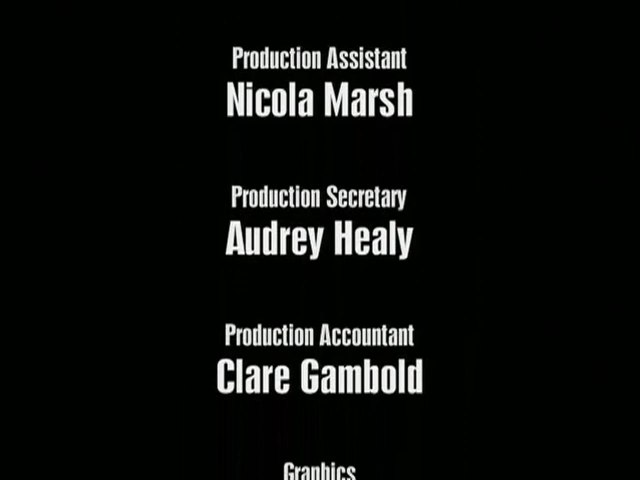 Production Assistant
Nicola Marsh
Production Secretary
Audrey Healy
Production Accountant
Clare Gambold
Graphics